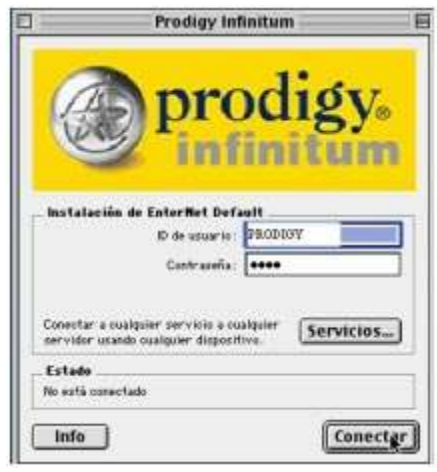 Prodigy Infinitum
prodigy®
infinitum
Instalación de EnterNet Default
ID de usuario: PRODIGY
Contraseña: ●●●●
Conectar a cualquier servicio o cualquier
servidor usando cualquier dispositivo.
Servicios...
Estado
No está conectado
Info
Conectar